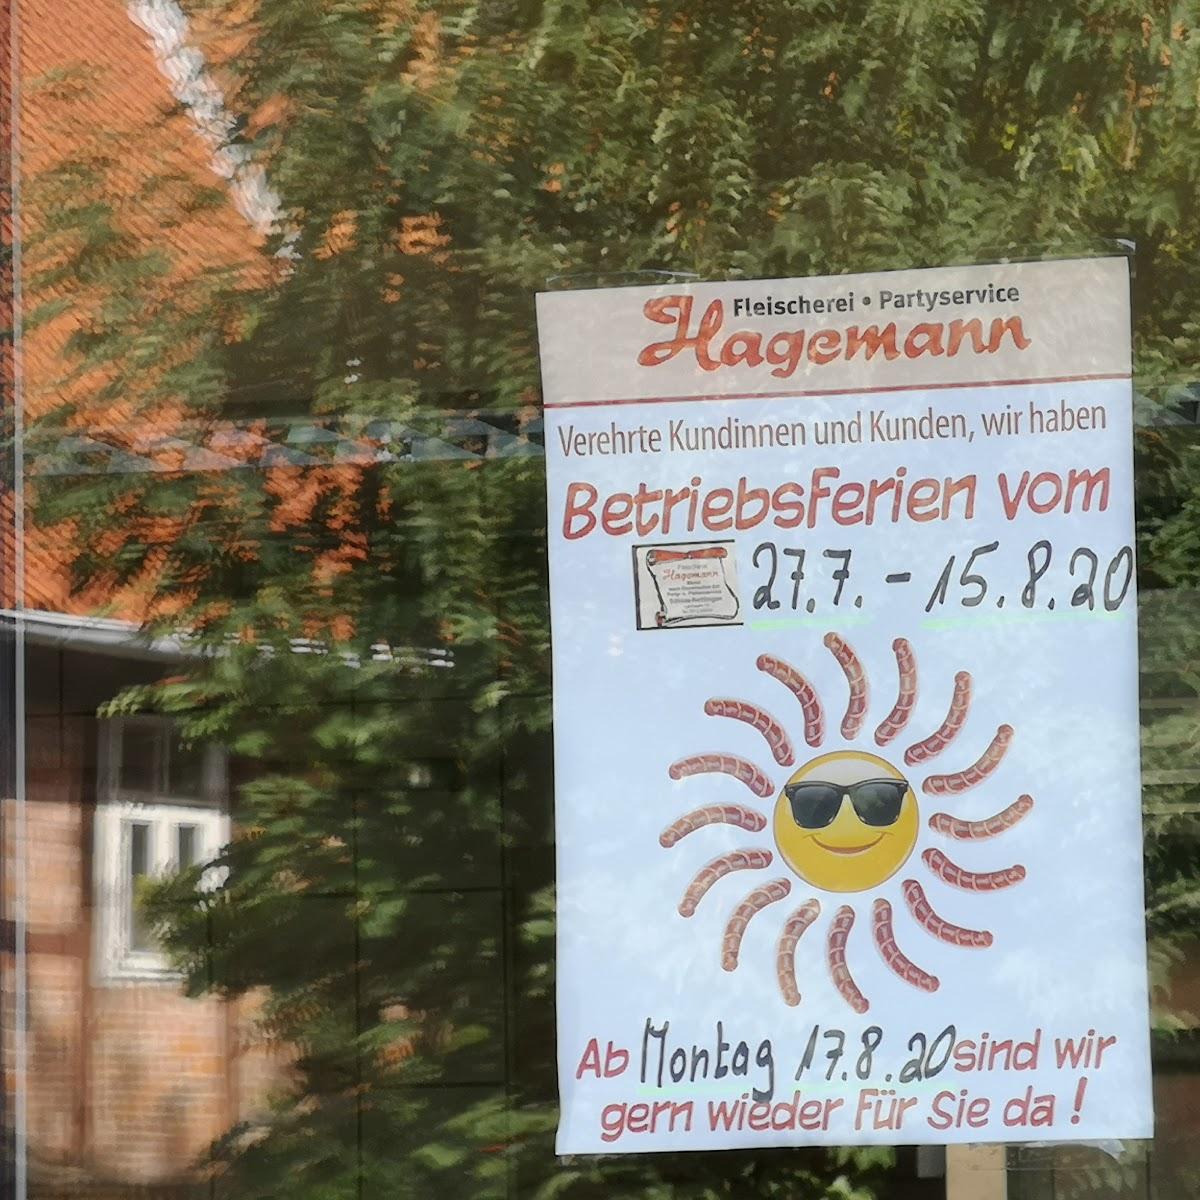 Fleischerei • Partyservice
Hagemann
Verehrte Kundinnen und Kunden, wir haben
Betriebsferien vom
Hagemann
27.7. - 15.8.20
Ab Montag 17.8.20 sind wir
gern wieder für Sie da!